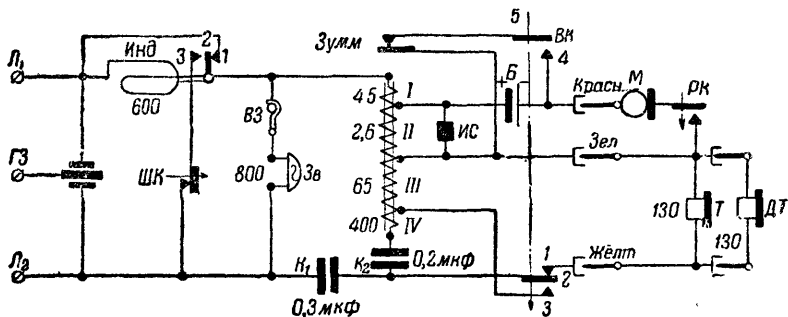 5
2
Инд
3
1
Зумм
ВК
4
Л₁
+ Б
Красн.
М
РК
600
45
I
ВЗ
2,6
II
ИС
Зел
ГЗ
ШК
800
Зв
65
III
130
Т
ДТ
400
IV
130
1
Жёлт
Л₂
К₁
К₂
0,2мкф
2
0,3мкф
3